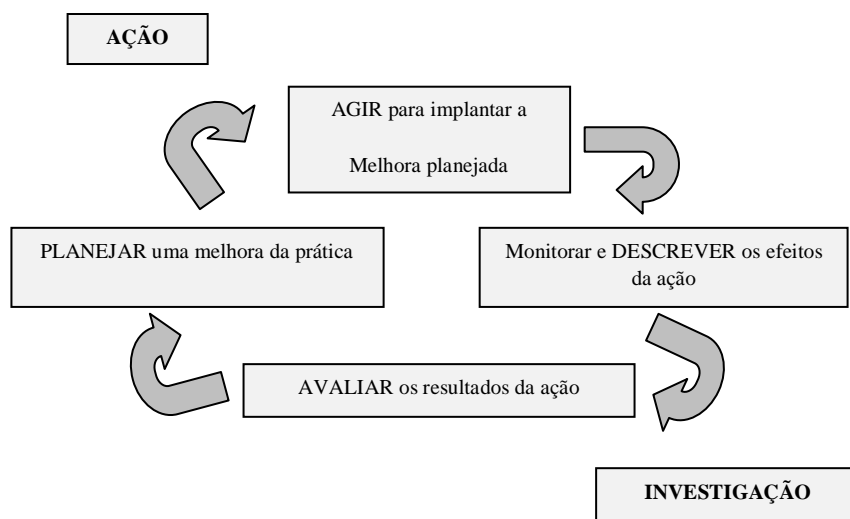 AÇÃO
AGIR para implantar a
Melhora planejada
PLANEJAR uma melhora da prática
Monitorar e DESCREVER os efeitos
da ação
AVALIAR os resultados da ação
INVESTIGAÇÃO